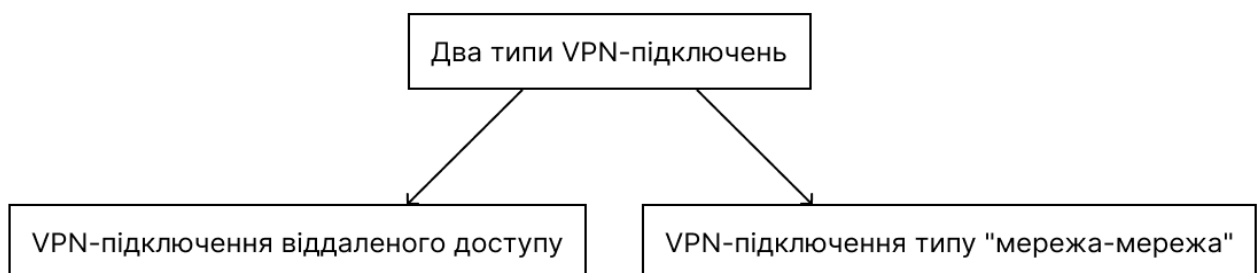 Два типи VPN-підключень
VPN-підключення віддаленого доступу
VPN-підключення типу "мережа-мережа"